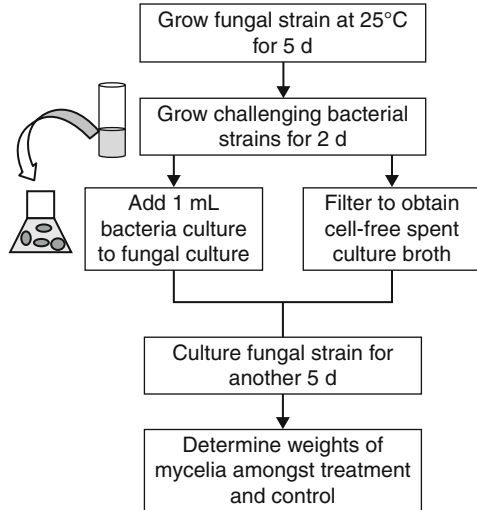 Grow fungal strain at 25°C
for 5 d
Grow challenging bacterial
strains for 2 d
Add 1 mL
bacteria culture
to fungal culture
Filter to obtain
cell-free spent
culture broth
Culture fungal strain for
another 5 d
Determine weights of
mycelia amongst treatment
and control